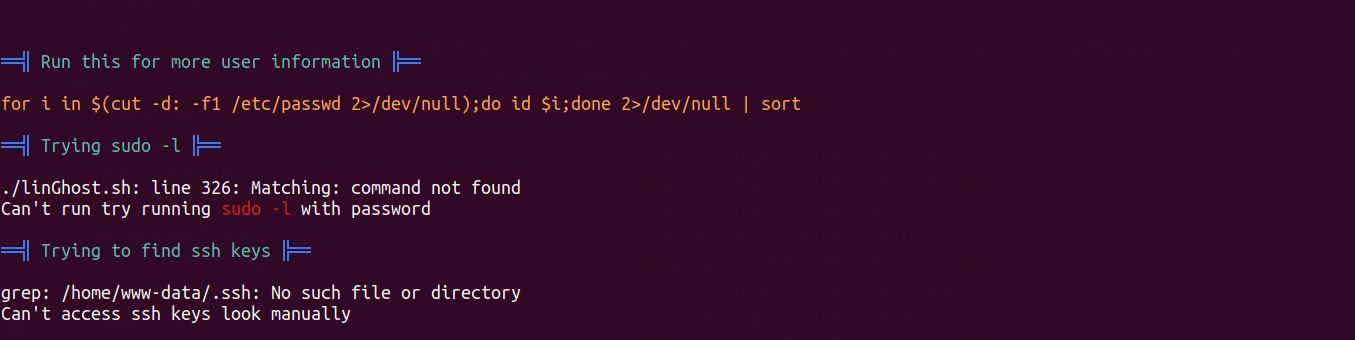 ══╣ Run this for more user information ╠══
for i in $(cut -d: -f1 /etc/passwd 2>/dev/null);do id $i;done 2>/dev/null | sort
══╣ Trying sudo -l ╠══
./linGhost.sh: line 326: Matching: command not found
Can't run try running sudo -l with password
══╣ Trying to find ssh keys ╠══
grep: /home/www-data/.ssh: No such file or directory
Can't access ssh keys look manually